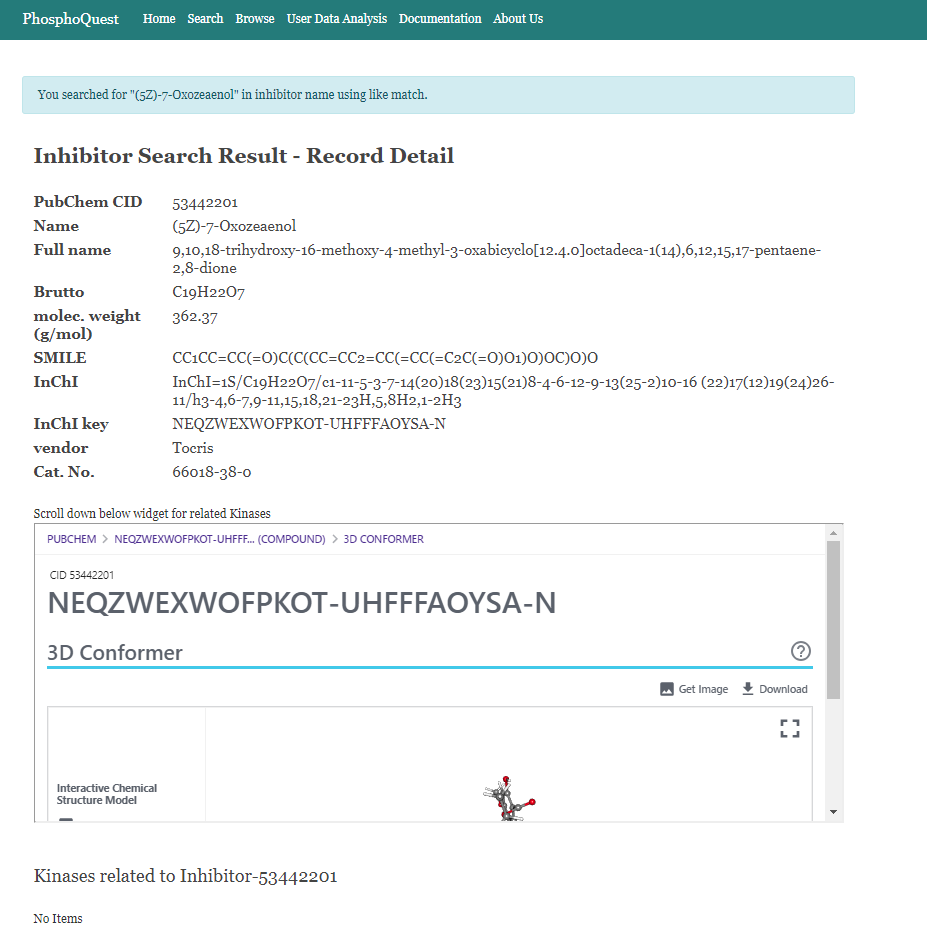 PhosphoQuest Home Search Browse User Data Analysis Documentation About Us
You searched for "(5Z)-7-Oxozeaenol" in inhibitor name using like match.
Inhibitor Search Result - Record Detail
PubChem CID 53442201
Name (5Z)-7-Oxozeaenol
Full name 9,10,18-trihydroxy-16-methoxy-4-methyl-3-oxabicyclo[12.4.0]octadeca-1(14),6,12,15,17-pentaene-
2,8-dione
Brutto C19H22O7
molec. weight 362.37
(g/mol)
SMILE CC1CC=CC(=O)C(C(CC=CC2=CC(=CC(=C2C(=O)O1)O)OC)O)O
InChI InChI=1S/C19H22O7/c1-11-5-3-7-14(20)18(23)15(21)8-4-6-12-9-13(25-2)10-16 (22)17(12)19(24)26-
11/h3-4,6-7,9-11,15,18,21-23H,5,8H2,1-2H3
InChI key NEQZWEXWOFPKOT-UHFFFAOYSA-N
vendor Tocris
Cat. No. 66018-38-0
Scroll down below widget for related Kinases
PUBCHEM > NEQZWEXWOFPKOT-UHFFF... (COMPOUND) > 3D CONFORMER
CID 53442201
NEQZWEXWOFPKOT-UHFFFAOYSA-N
3D Conformer
Get Image Download
Interactive Chemical
Structure Model
Kinases related to Inhibitor-53442201
No Items